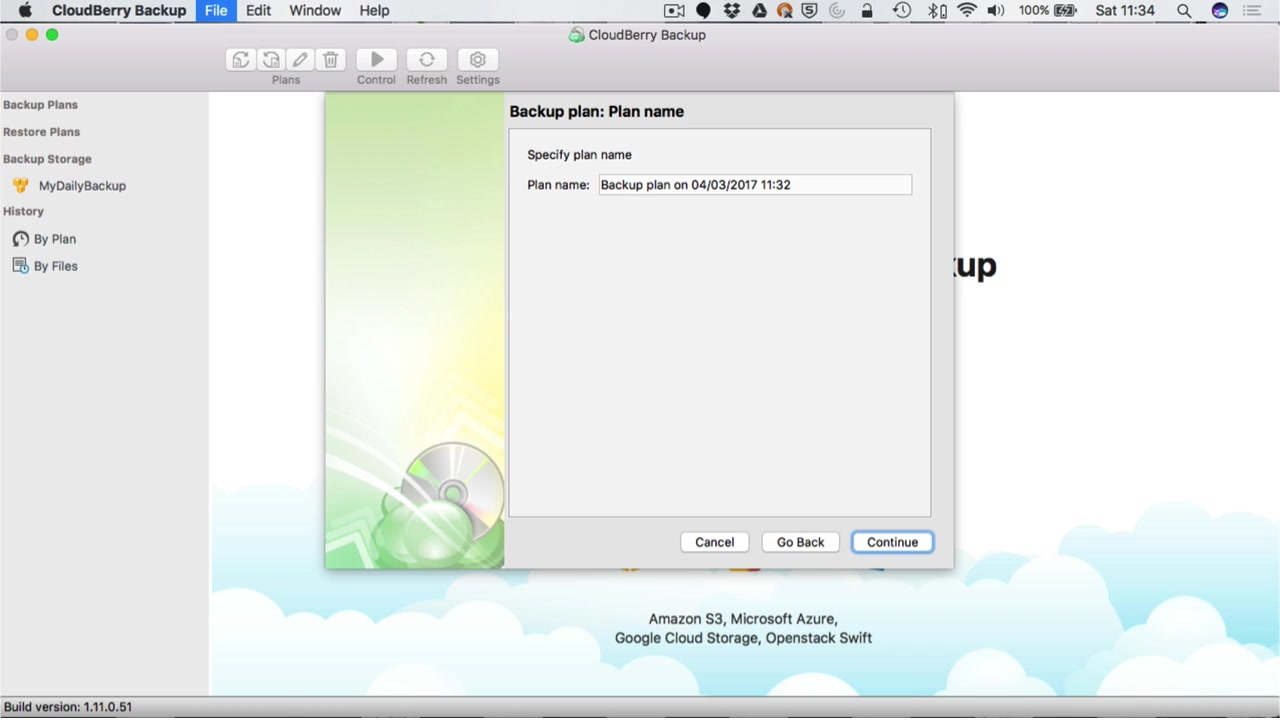 CloudBerry Backup File Edit Window Help 100% Sat 11:34
CloudBerry Backup
Plans Control Refresh Settings
Backup Plans
Restore Plans
Backup Storage
MyDailyBackup
History
By Plan
By Files
Backup plan: Plan name
Specify plan name
Plan name: Backup plan on 04/03/2017 11:32
kup
Cancel Go Back Continue
Amazon S3, Microsoft Azure,
Google Cloud Storage, Openstack Swift
Build version: 1.11.0.51